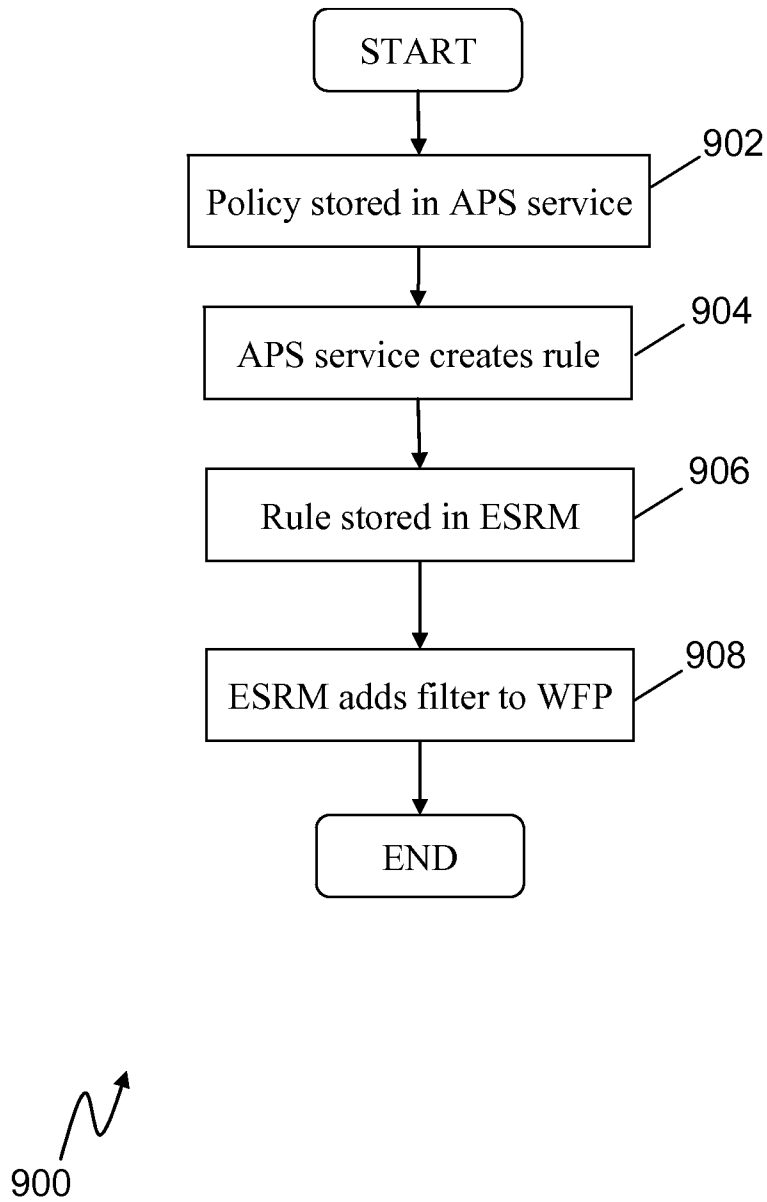 START
902
Policy stored in APS service
904
APS service creates rule
906
Rule stored in ESRM
908
ESRM adds filter to WFP
END
900